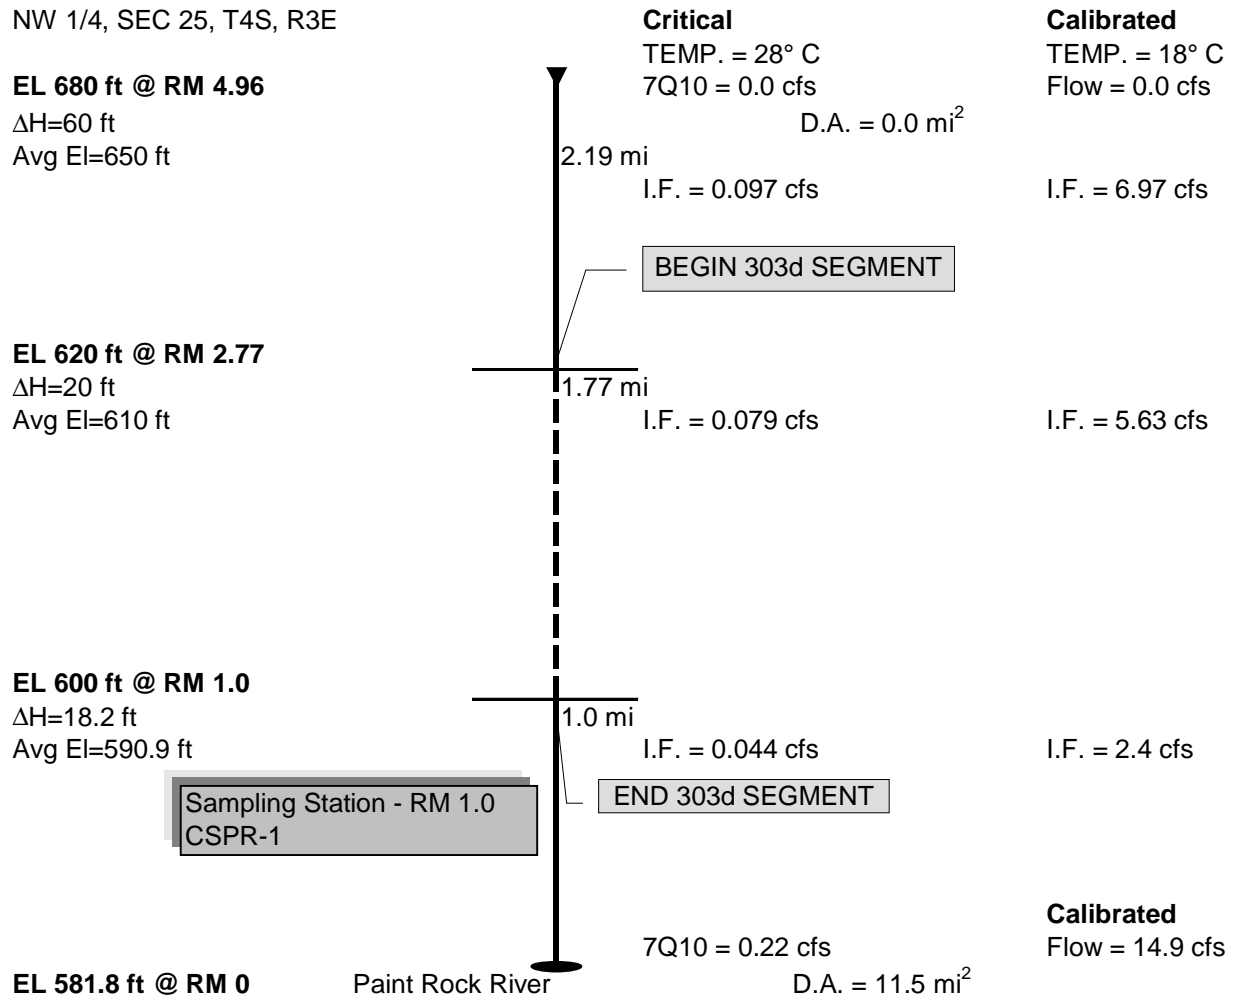 NW 1/4, SEC 25, T4S, R3E
Critical
Calibrated
TEMP. = 28° C
TEMP. = 18° C
EL 680 ft @ RM 4.96
7Q10 = 0.0 cfs
Flow = 0.0 cfs
∆H=60 ft
D.A. = 0.0 mi²
Avg El=650 ft
2.19 mi
I.F. = 0.097 cfs
I.F. = 6.97 cfs
BEGIN 303d SEGMENT
EL 620 ft @ RM 2.77
∆H=20 ft
1.77 mi
Avg El=610 ft
I.F. = 0.079 cfs
I.F. = 5.63 cfs
EL 600 ft @ RM 1.0
∆H=18.2 ft
1.0 mi
Avg El=590.9 ft
I.F. = 0.044 cfs
I.F. = 2.4 cfs
Sampling Station - RM 1.0
CSPR-1
END 303d SEGMENT
Calibrated
7Q10 = 0.22 cfs
Flow = 14.9 cfs
EL 581.8 ft @ RM 0
Paint Rock River
D.A. = 11.5 mi²